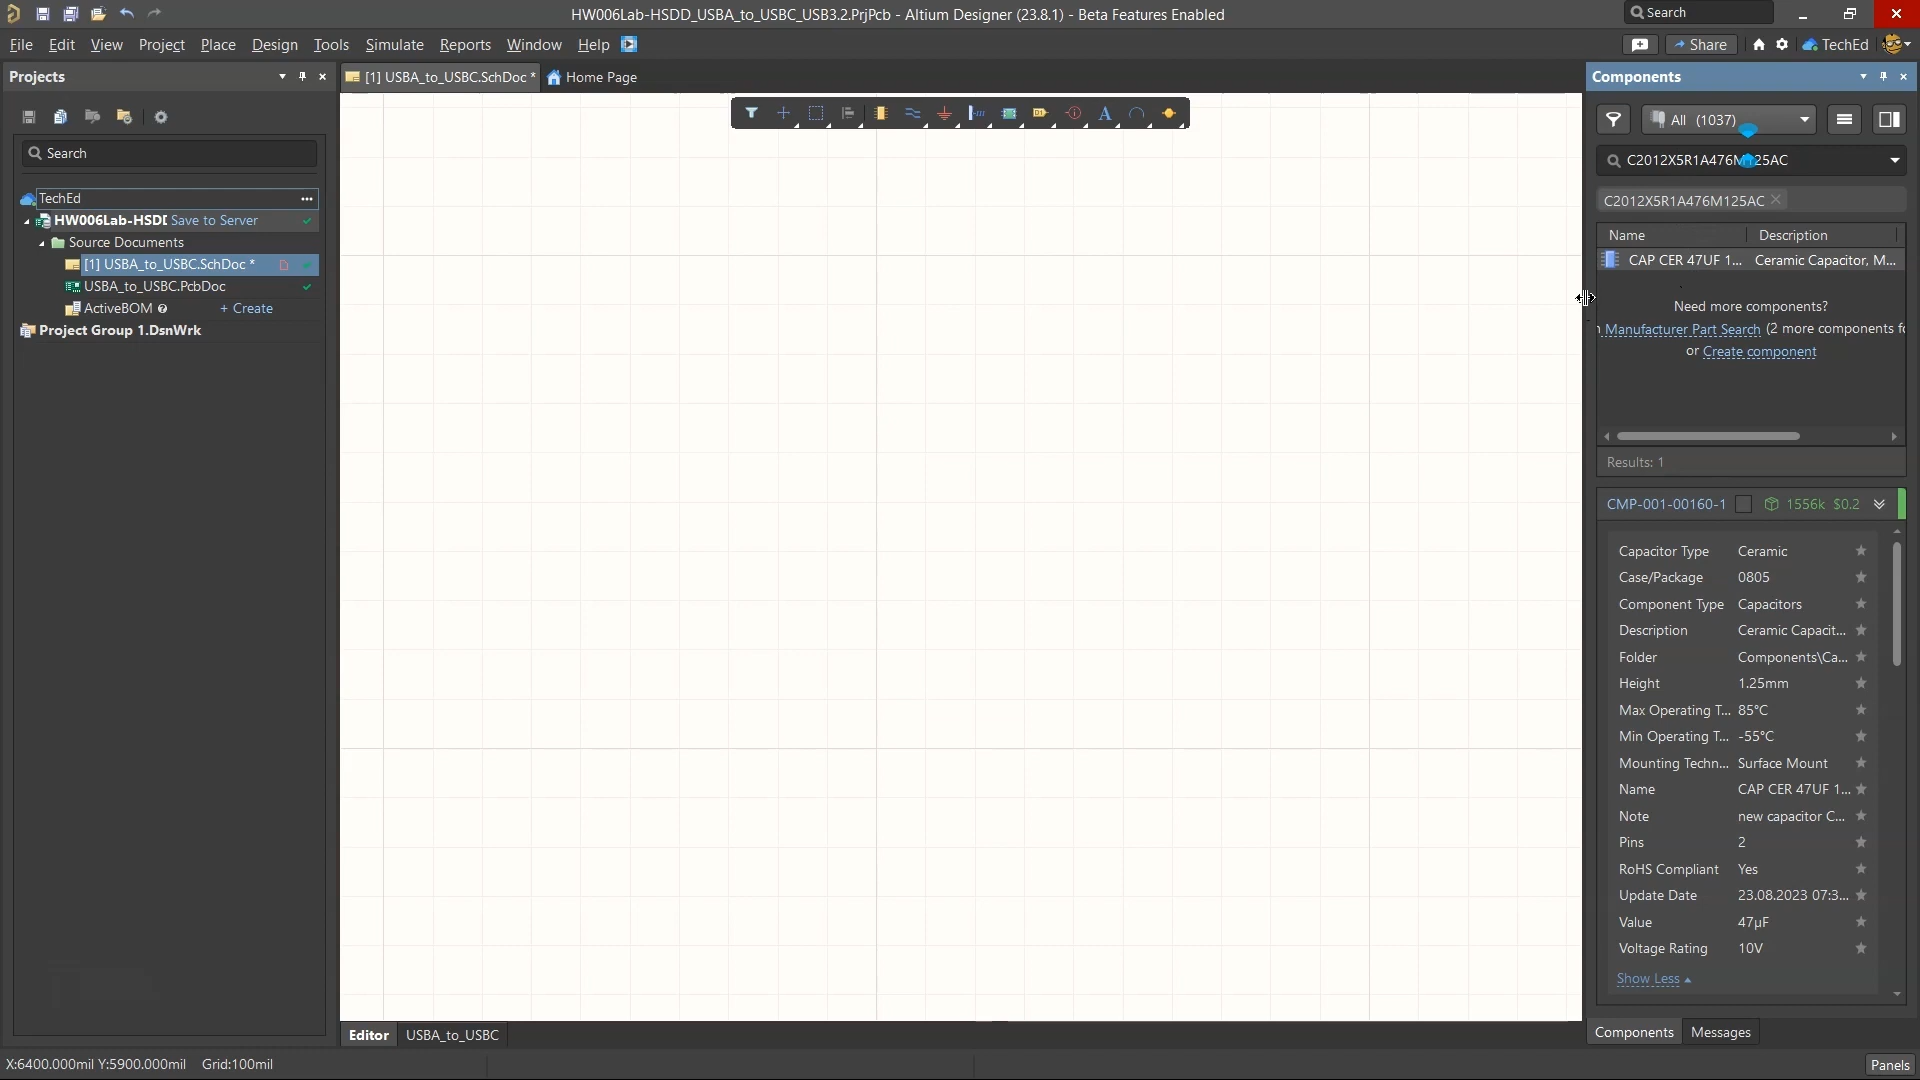 HW006Lab-HSDD_USBA_to_USBC_USB3.2.PrjPcb - Altium Designer (23.8.1) - Beta Features Enabled
Search
File Edit View Project Place Design Tools Simulate Reports Window Help
Share
TechEd
Projects
[1] USBA_to_USBC.SchDoc *
Home Page
Components
All (1037)
Search
C2012X5R1A476M125AC
C2012X5R1A476M125AC
TechEd
HW006Lab-HSDD Save to Server
Source Documents
[1] USBA_to_USBC.SchDoc *
USBA_to_USBC.PcbDoc
ActiveBOM + Create
Project Group 1.DsnWrk
Name Description
CAP CER 47UF 1... Ceramic Capacitor, M...
Need more components?
Manufacturer Part Search (2 more components
or Create component
Results: 1
CMP-001-00160-1 1556k $0.2
Capacitor Type Ceramic
Case/Package 0805
Component Type Capacitors
Description Ceramic Capacit...
Folder Components\Ca...
Height 1.25mm
Max Operating T... 85°C
Min Operating T... -55°C
Mounting Techn... Surface Mount
Name CAP CER 47UF 1...
Note new capacitor C...
Pins 2
RoHS Compliant Yes
Update Date 23.08.2023 07:3...
Value 47µF
Voltage Rating 10V
Show Less
Editor USBA_to_USBC
Components Messages
X:6400.000mil Y:5900.000mil Grid:100mil
Panels